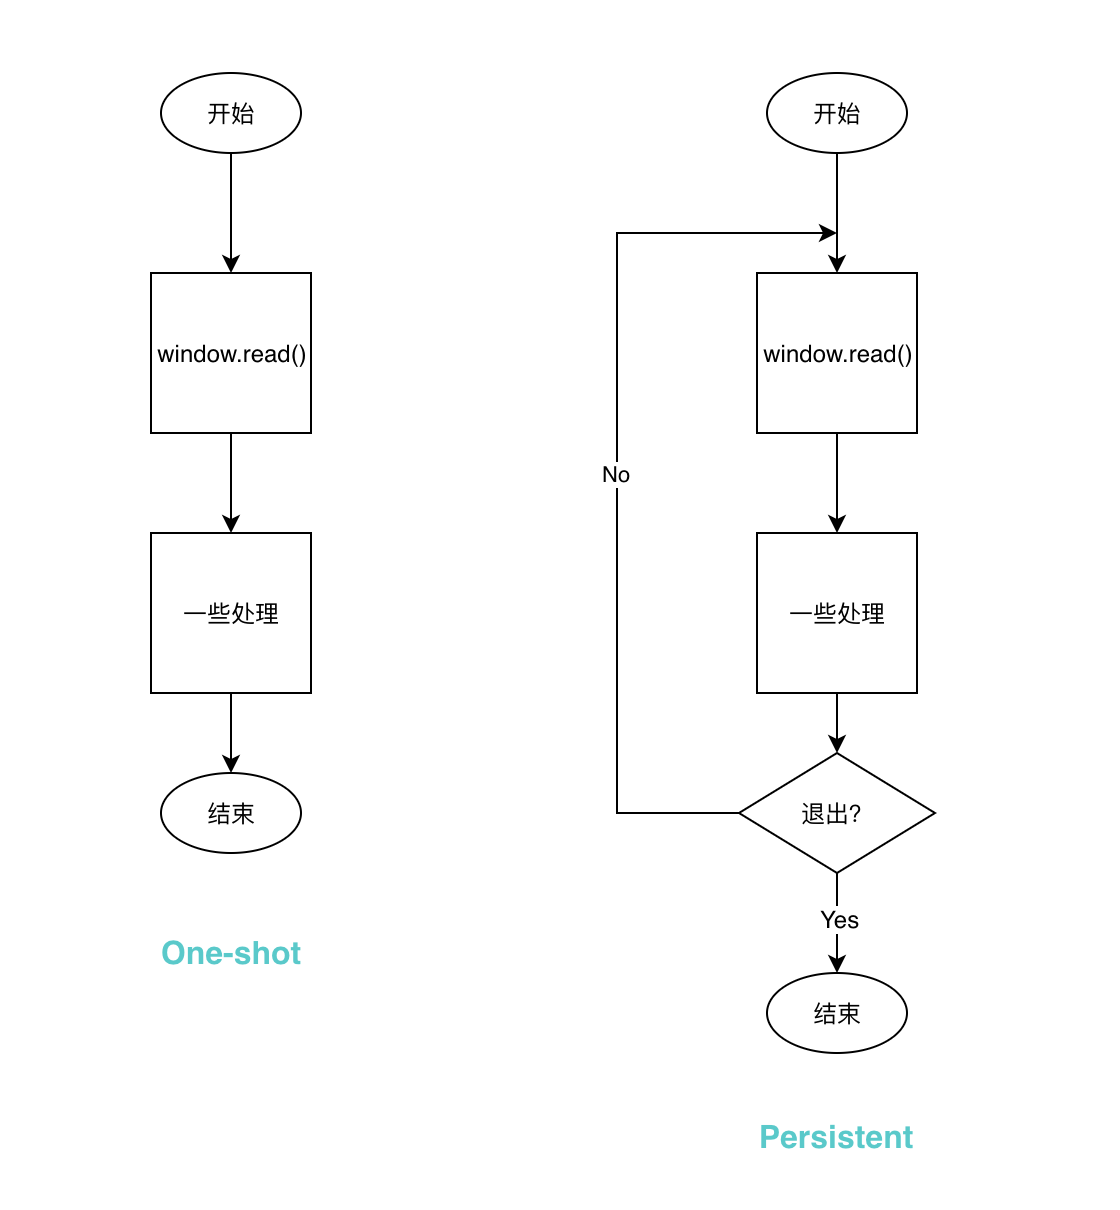 开始
window.read()
一些处理
结束
One-shot
开始
window.read()
No
一些处理
退出?
Yes
结束
Persistent